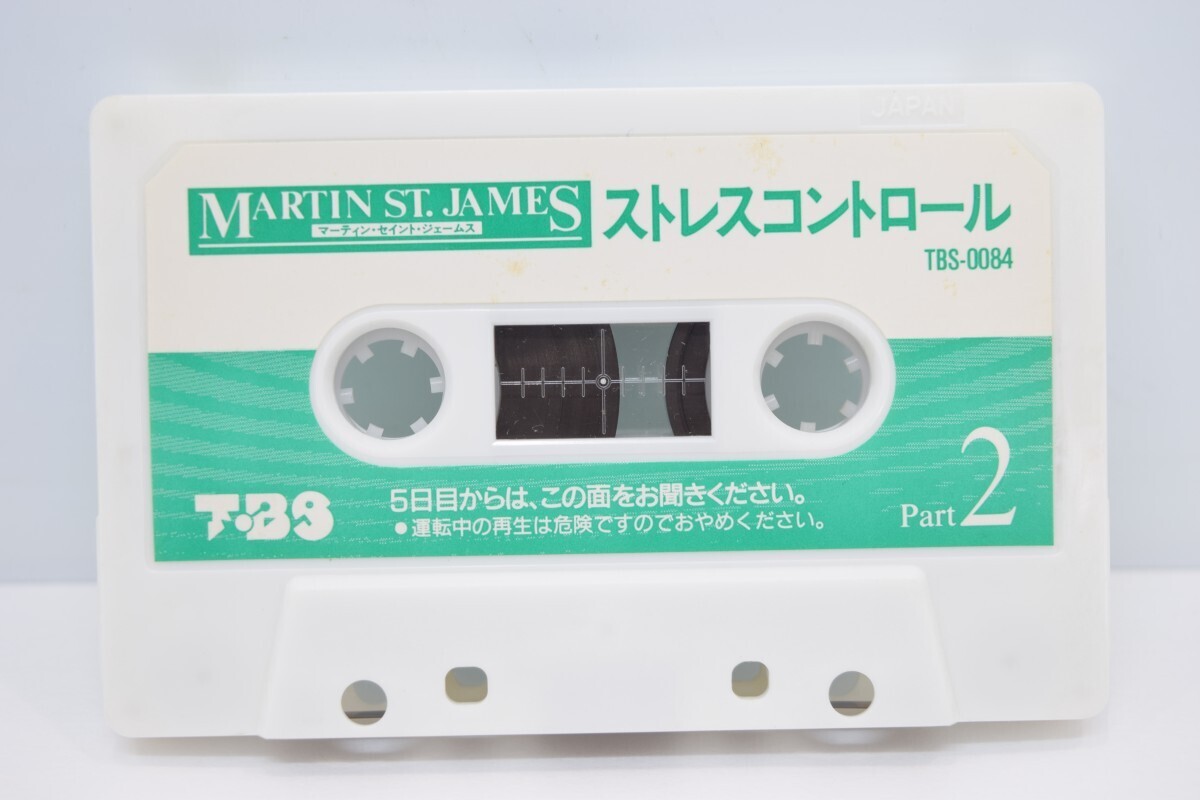 JAPAN
MARTIN ST. JAMES
マーティン・セイント・ジェームス
ストレスコントロール
TBS-0084
TBS
5日目からは、この面をお聞きください。
●運転中の再生は危険ですのでおやめください。
Part 2